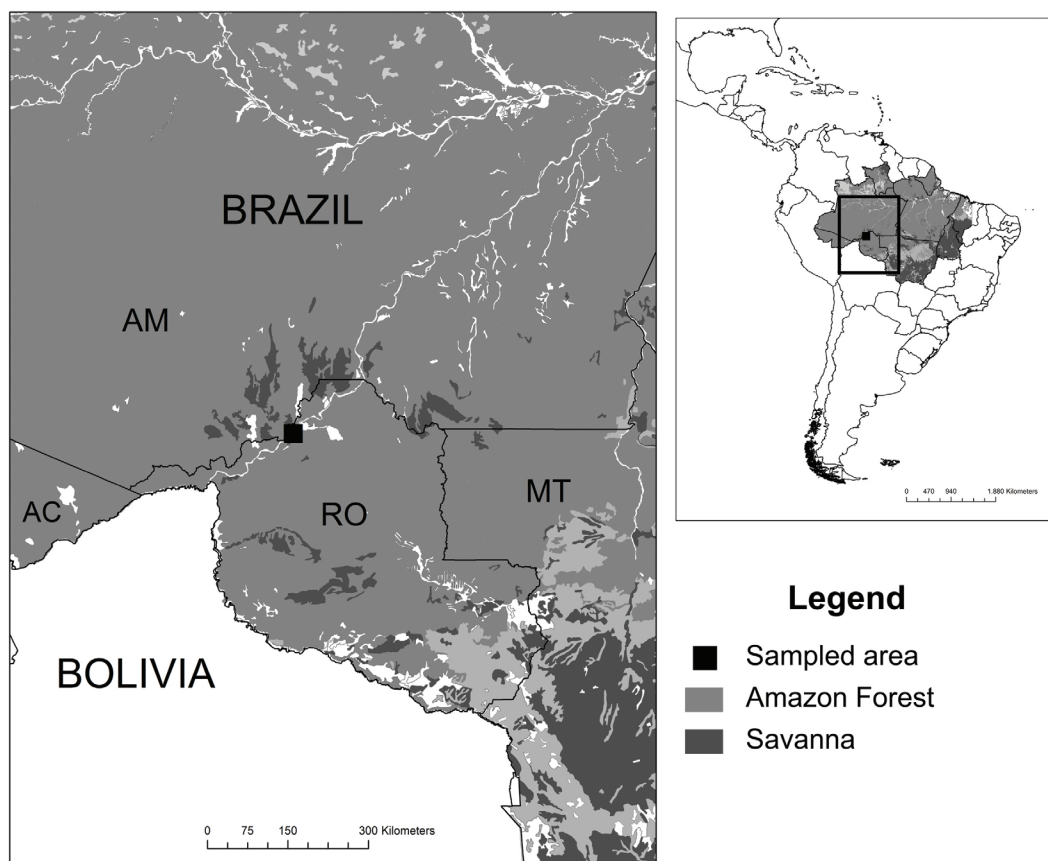 BRAZIL
AM
AC
RO
MT
BOLIVIA
0 75 150 300 Kilometers
0 470 940 1.880 Kilometers
Legend
Sampled area
Amazon Forest
Savanna